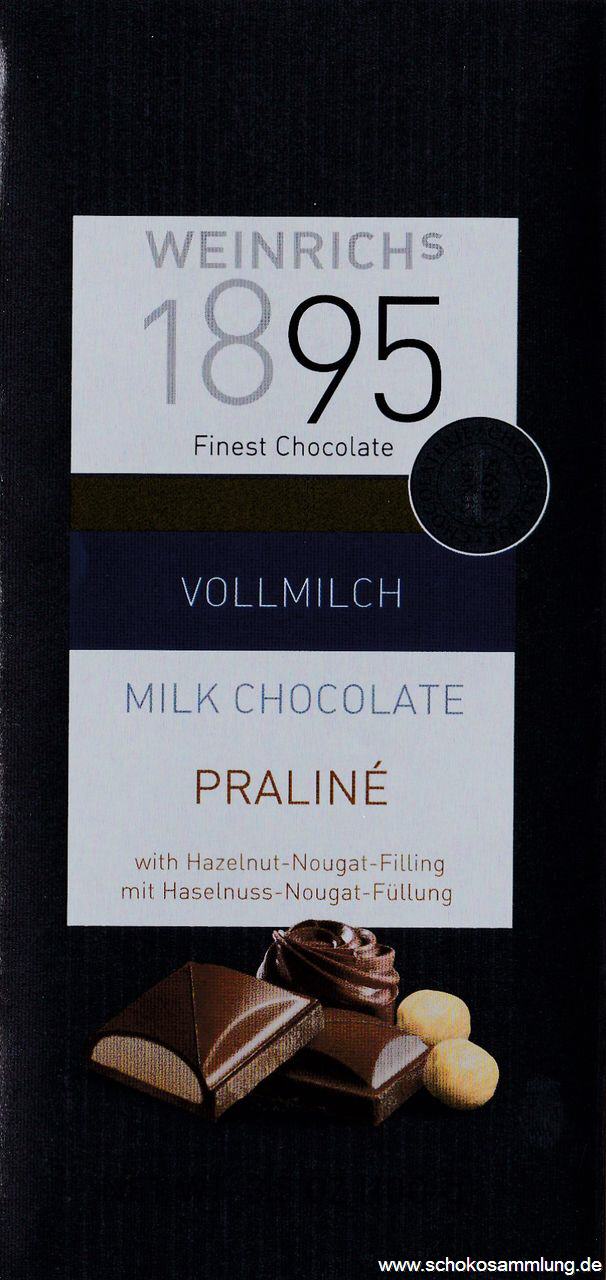 WEINRICHS
1895
Finest Chocolate
VOLLMILCH
MILK CHOCOLATE
PRALINÉ
with Hazelnut-Nougat-Filling
mit Haselnuss-Nougat-Füllung
www.schokosammlung.de